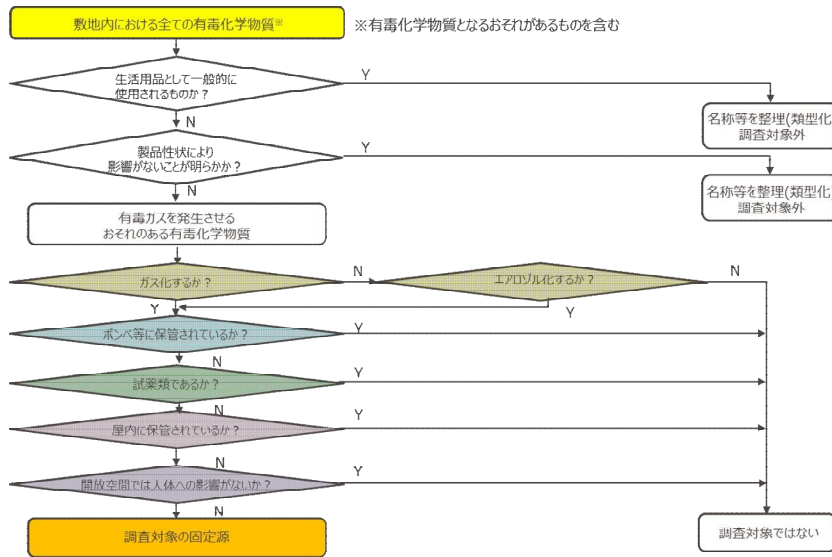 敷地内における全ての有毒化学物質※
※有毒化学物質となるおそれがあるものを含む
生活用品として一般的に
使用されるものか？
Y
N
名称等を整理(類型化)
調査対象外
製品性状により
影響がないことが明らかか？
Y
N
名称等を整理(類型化)
調査対象外
有毒ガスを発生させる
おそれのある有毒化学物質
ガス化するか？
N
エアロゾル化するか？
N
Y
Y
ボンベ等に保管されているか？
Y
N
試薬類であるか？
Y
N
屋内に保管されているか？
Y
N
開放空間では人体への影響がないか？
Y
N
調査対象の固定源
調査対象ではない